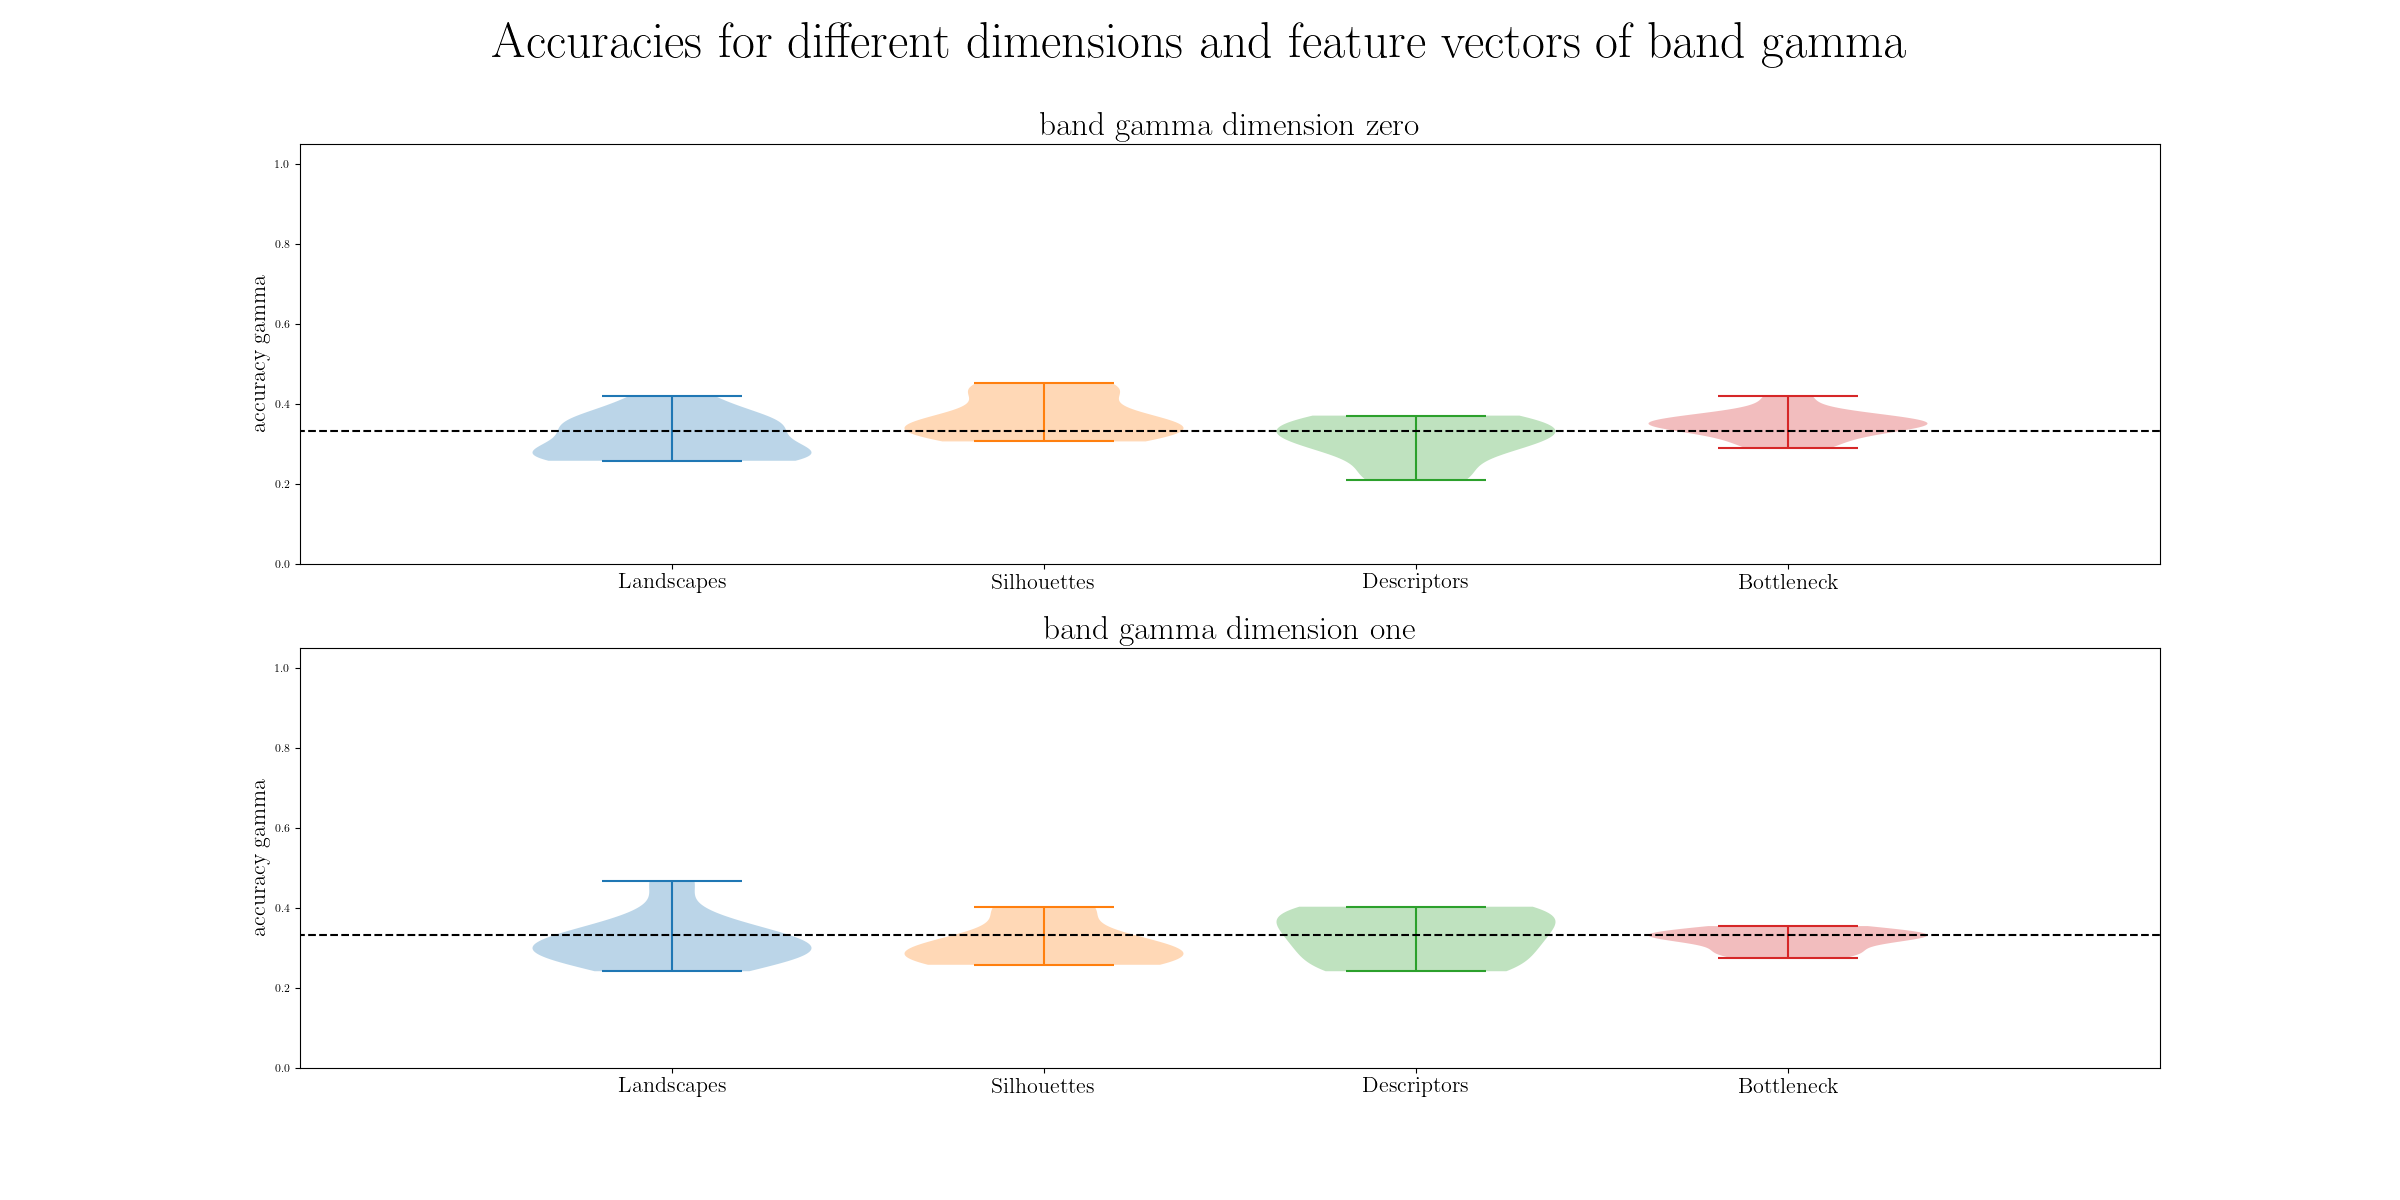 Accuracies for different dimensions and feature vectors of band gamma
band gamma dimension zero
1.0
0.8
0.6
0.4
0.2
0.0
accuracy gamma
Landscapes Silhouettes Descriptors Bottleneck
band gamma dimension one
1.0
0.8
0.6
0.4
0.2
0.0
accuracy gamma
Landscapes Silhouettes Descriptors Bottleneck